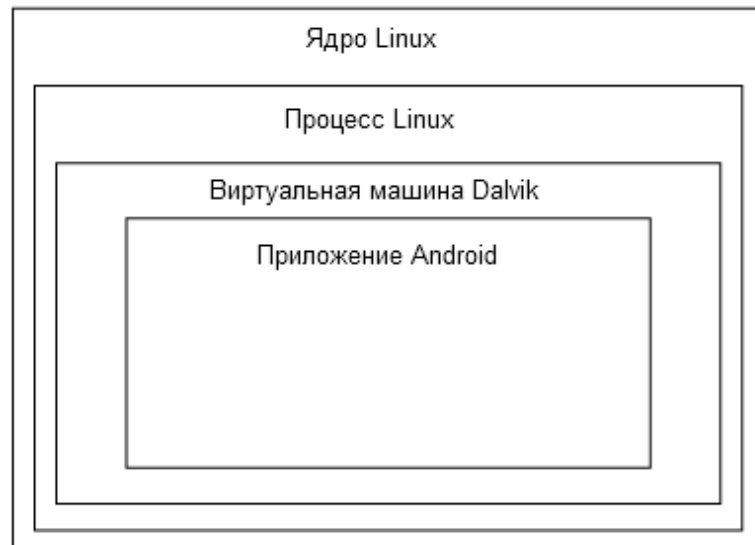 Ядро Linux
Процесс Linux
Виртуальная машина Dalvik
Приложение Android